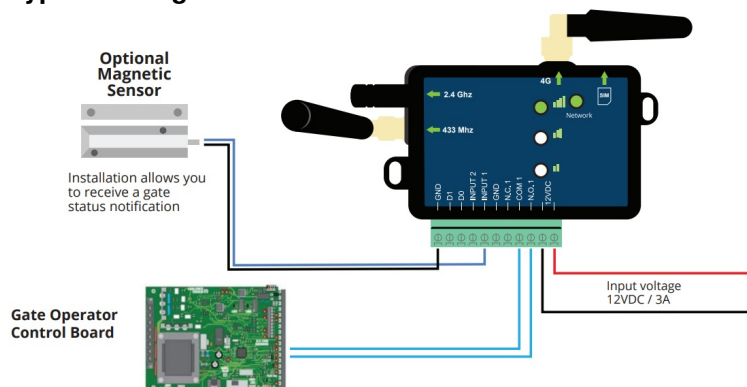 Optional
Magnetic
Sensor
Installation allows you
to receive a gate
status notification
4G
SIM
2.4 Ghz
Network
433 Mhz
GND
D1
D0
INPUT 2
INPUT 1
GND
N.C, 1
COM 1
N.O, 1
12VDC
Input voltage
12VDC / 3A
Gate Operator
Control Board